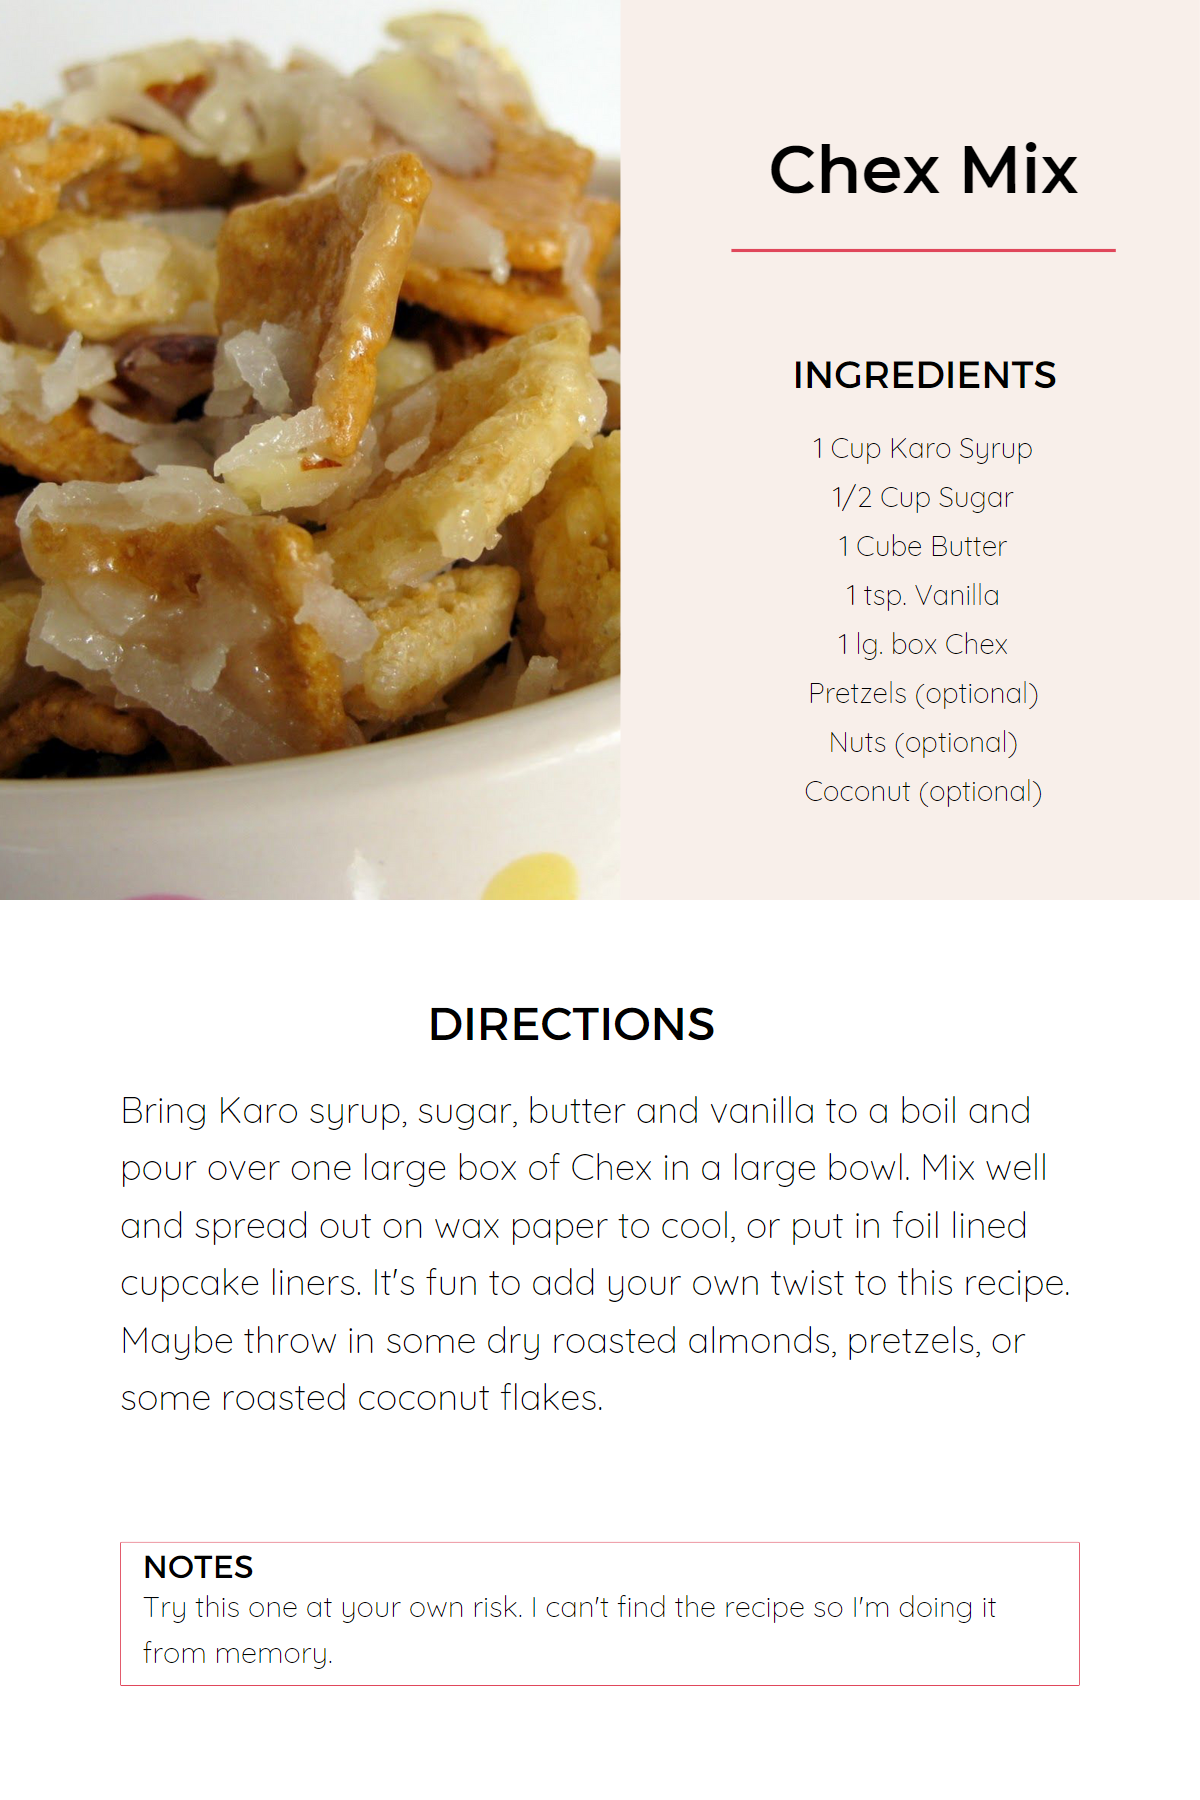 Chex Mix
INGREDIENTS
1 Cup Karo Syrup
1/2 Cup Sugar
1 Cube Butter
1 tsp. Vanilla
1 lg. box Chex
Pretzels (optional)
Nuts (optional)
Coconut (optional)
DIRECTIONS
Bring Karo syrup, sugar, butter and vanilla to a boil and
pour over one large box of Chex in a large bowl. Mix well
and spread out on wax paper to cool, or put in foil lined
cupcake liners. It's fun to add your own twist to this recipe.
Maybe throw in some dry roasted almonds, pretzels, or
some roasted coconut flakes.
NOTES
Try this one at your own risk. I can't find the recipe so I'm doing it
from memory.